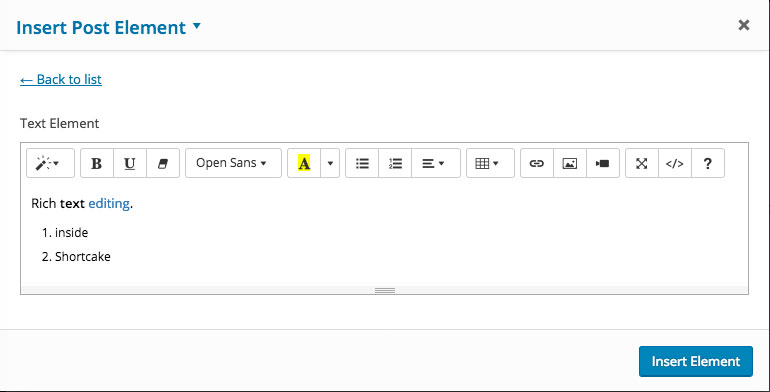 Insert Post Element
← Back to list
Text Element
B U Open Sans A </> ?
Rich text editing.
1. inside
2. Shortcake
Insert Element